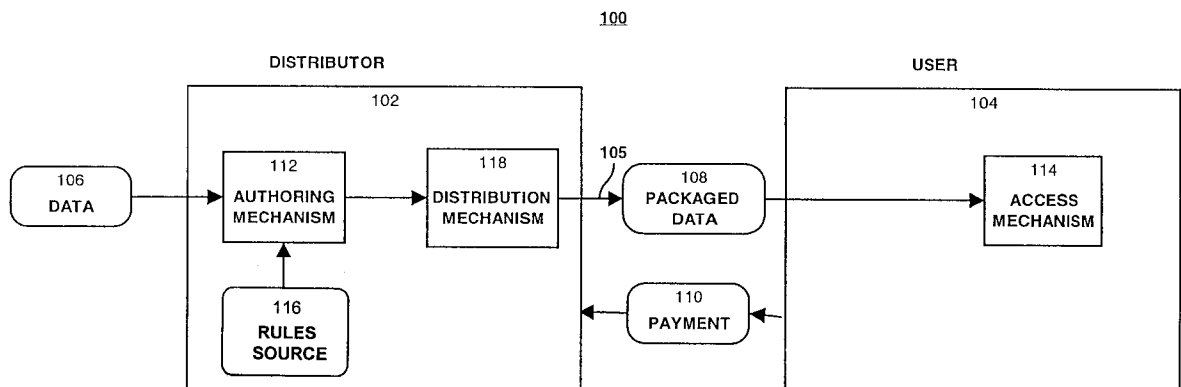 100
DISTRIBUTOR
USER
102
104
106
DATA
112
AUTHORING
MECHANISM
118
DISTRIBUTION
MECHANISM
105
108
PACKAGED
DATA
114
ACCESS
MECHANISM
116
RULES
SOURCE
110
PAYMENT